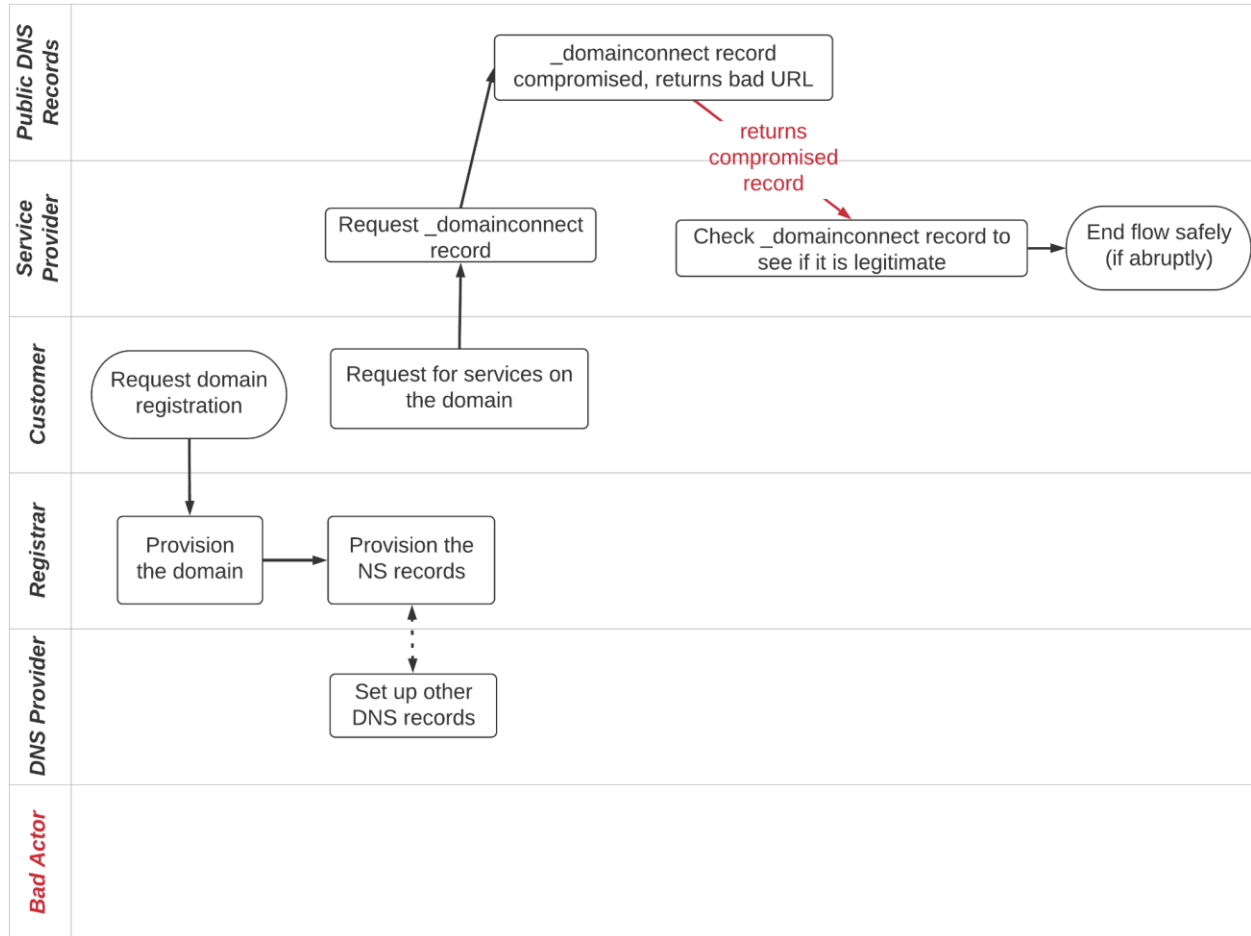 Public DNS
Records
_domainconnect record
compromised, returns bad URL
returns
compromised
record
Service
Provider
Request _domainconnect
record
Check _domainconnect record to
see if it is legitimate
End flow safely
(if abruptly)
Customer
Request domain
registration
Request for services on
the domain
Registrar
Provision
the domain
Provision the
NS records
DNS Provider
Set up other
DNS records
Bad Actor